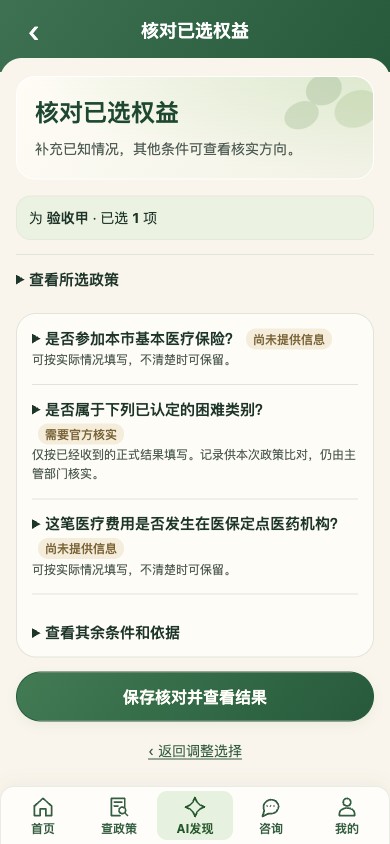 ‹ 核对已选权益
核对已选权益
补充已知情况，其他条件可查看核实方向。
为 验收甲 · 已选 1 项
▶ 查看所选政策
▶ 是否参加本市基本医疗保险？ 尚未提供信息
可按实际情况填写，不清楚时可保留。
▶ 是否属于下列已认定的困难类别？
需要官方核实
仅按已经收到的正式结果填写。记录供本次政策比对，仍由主
管部门核实。
▶ 这笔医疗费用是否发生在医保定点医药机构？
尚未提供信息
可按实际情况填写，不清楚时可保留。
▶ 查看其余条件和依据
保存核对并查看结果
‹ 返回调整选择
首页 查政策 AI发现 咨询 我的